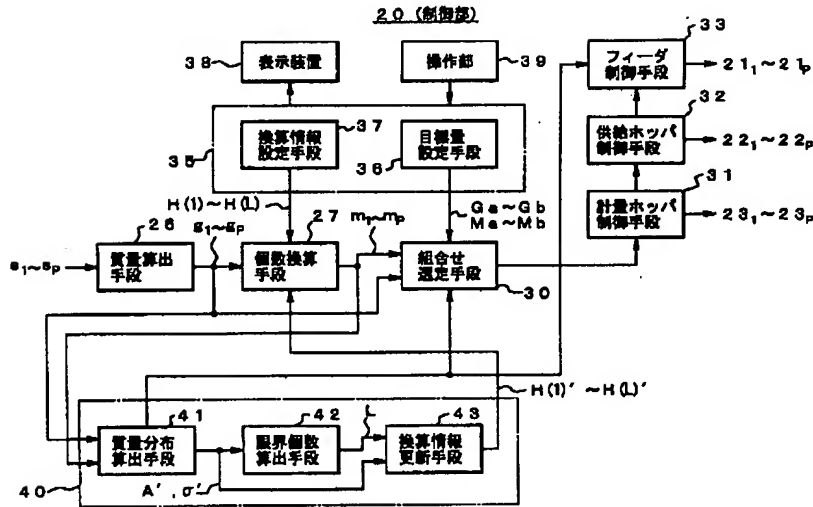 20 (制御部)
38
表示装置
操作部
39
33
フィーダ
制御手段
21₁~21ₚ
32
供給ホッパ
制御手段
22₁~22ₚ
31
計量ホッパ
制御手段
23₁~23ₚ
35
37
換算情報
設定手段
36
目標量
設定手段
H(1)~H(L)
Ga~Gb
Ma~Mb
g₁~gₚ
m₁~mₚ
26
27
a₁~aₚ
質量算出
手段
個数換算
手段
組合せ
選定手段
30
H(1)'~H(L)'
41
質量分布
算出手段
42
限界個数
算出手段
L
43
換算情報
更新手段
40
A', σ'